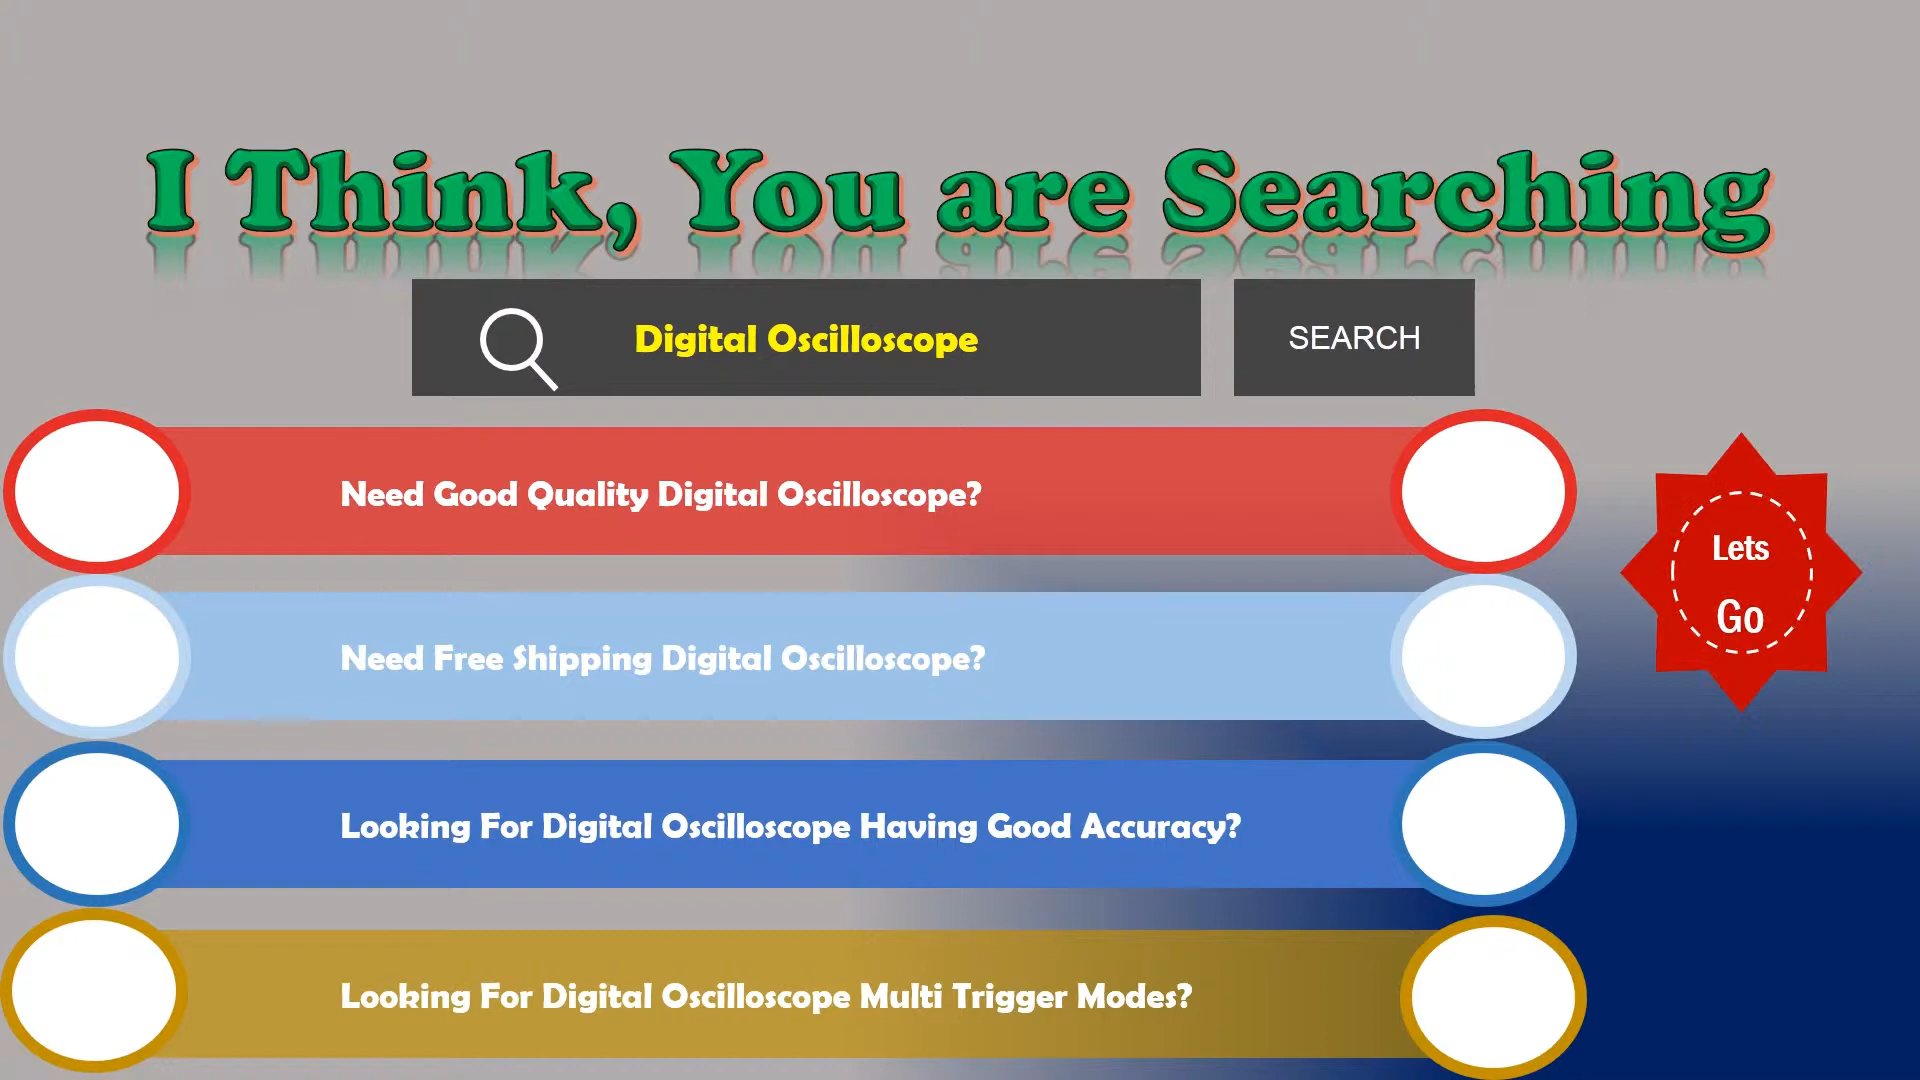 I Think, You are Searching
Digital Oscilloscope
SEARCH
Need Good Quality Digital Oscilloscope?
Lets
Go
Need Free Shipping Digital Oscilloscope?
Looking For Digital Oscilloscope Having Good Accuracy?
Looking For Digital Oscilloscope Multi Trigger Modes?